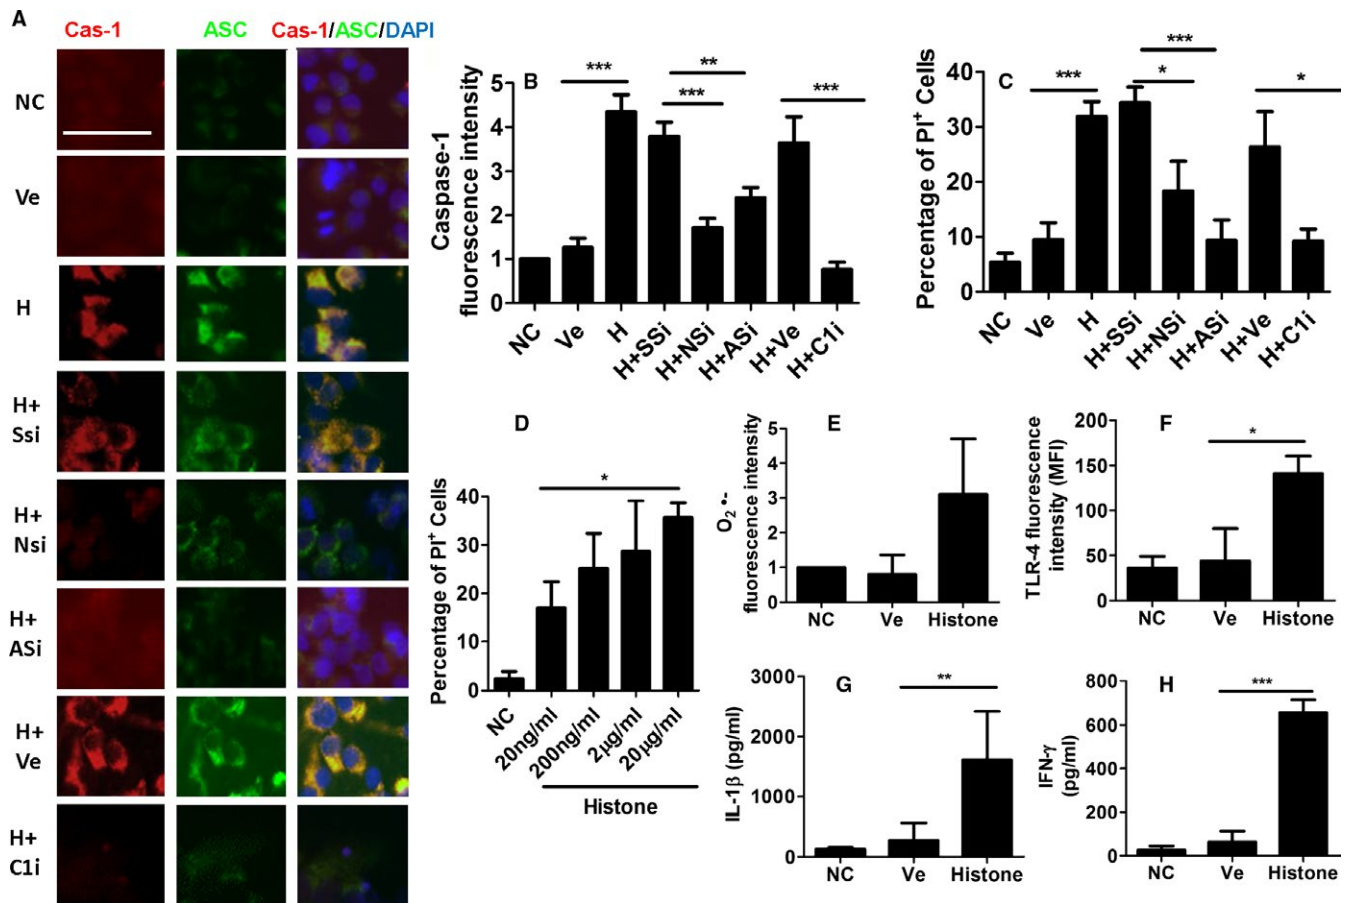 A
Cas-1 ASC Cas-1/ASC/DAPI
NC
Ve
H
H+
Ssi
H+
Nsi
H+
ASi
H+
Ve
H+
C1i
B
Caspase-1
fluorescence intensity
5
4
3
2
1
0
*** ** *** ***
NC Ve H H+SSi H+NSi H+ASi H+Ve H+C1i
C
Percentage of PI⁺ Cells
40
30
20
10
0
*** *** * *
NC Ve H H+SSi H+NSi H+ASi H+Ve H+C1i
D
Percentage of PI⁺ Cells
40
30
20
10
0
*
NC 20ng/ml 200ng/ml 2µg/ml 20µg/ml
Histone
E
O₂•-
fluorescence intensity
5
4
3
2
1
0
NC Ve Histone
F
TLR-4 fluorescence
intensity (MFI)
200
150
100
50
0
*
NC Ve Histone
G
IL-1β (pg/ml)
3000
2000
1000
0
**
NC Ve Histone
H
IFN-γ
(pg/ml)
800
600
400
200
0
***
NC Ve Histone